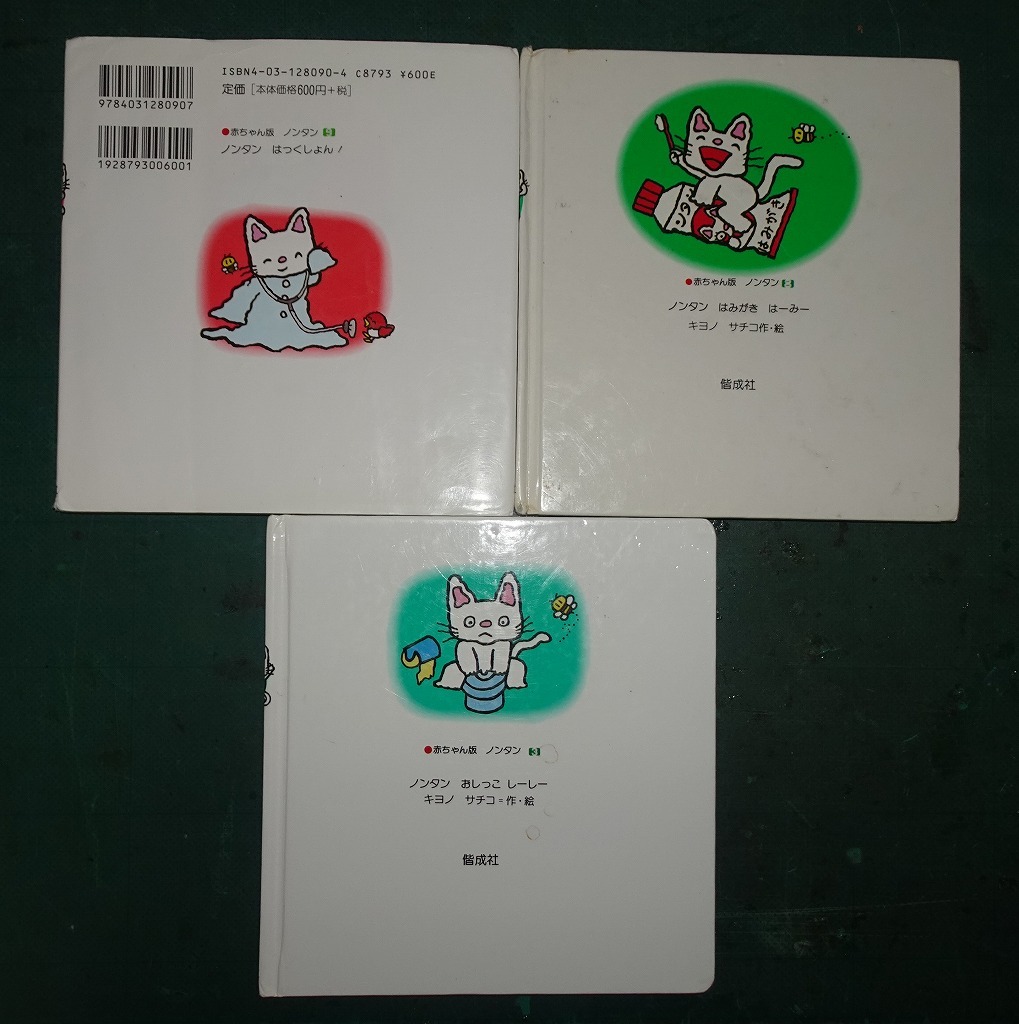 ISBN4-03-128090-4 C8793 ¥600E
定価［本体価格600円+税］
9784031280907
1928793006001
●赤ちゃん版 ノンタン 9
ノンタン はっくしょん！
はみがき
●赤ちゃん版 ノンタン 8
ノンタン はみがき はーみー
キヨノ サチコ作・絵
偕成社
●赤ちゃん版 ノンタン 3
ノンタン おしっこ しーしー
キヨノ サチコ=作・絵
偕成社